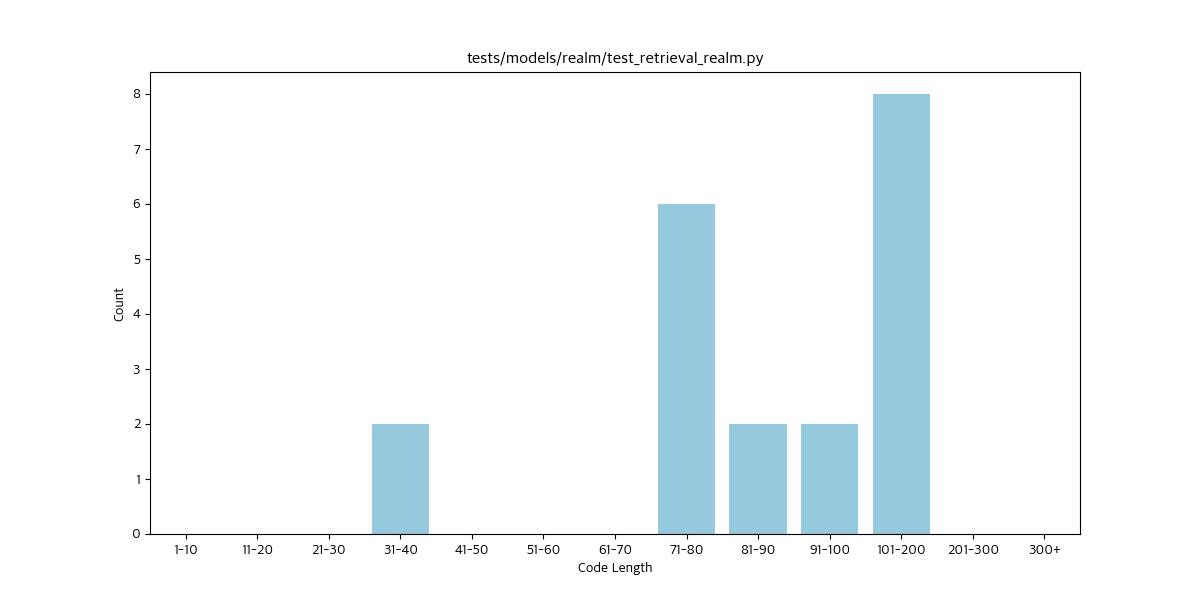 tests/models/realm/test_retrieval_realm.py
8
7
6
5
4
3
2
1
0
Count
1-10 11-20 21-30 31-40 41-50 51-60 61-70 71-80 81-90 91-100 101-200 201-300 300+
Code Length